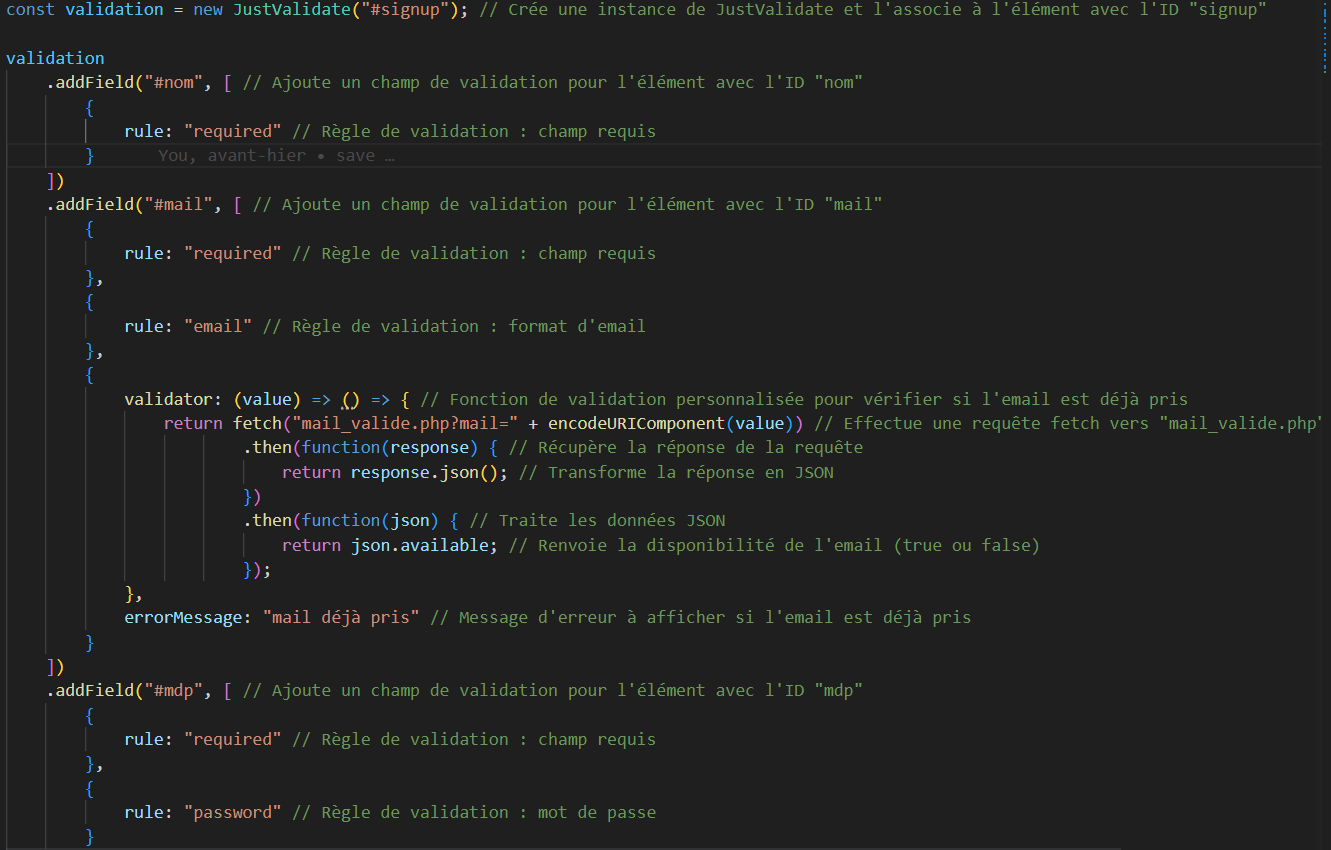 const validation = new JustValidate("#signup"); // Crée une instance de JustValidate et l'associe à l'élément avec l'ID "signup"
validation
.addField("#nom", [ // Ajoute un champ de validation pour l'élément avec l'ID "nom"
{
rule: "required" // Règle de validation : champ requis
} You, avant-hier • save …
])
.addField("#mail", [ // Ajoute un champ de validation pour l'élément avec l'ID "mail"
{
rule: "required" // Règle de validation : champ requis
},
{
rule: "email" // Règle de validation : format d'email
},
{
validator: (value) => () => { // Fonction de validation personnalisée pour vérifier si l'email est déjà pris
return fetch("mail_valide.php?mail=" + encodeURIComponent(value)) // Effectue une requête fetch vers "mail_valide.php"
.then(function(response) { // Récupère la réponse de la requête
return response.json(); // Transforme la réponse en JSON
})
.then(function(json) { // Traite les données JSON
return json.available; // Renvoie la disponibilité de l'email (true ou false)
});
},
errorMessage: "mail déjà pris" // Message d'erreur à afficher si l'email est déjà pris
}
])
.addField("#mdp", [ // Ajoute un champ de validation pour l'élément avec l'ID "mdp"
{
rule: "required" // Règle de validation : champ requis
},
{
rule: "password" // Règle de validation : mot de passe
}